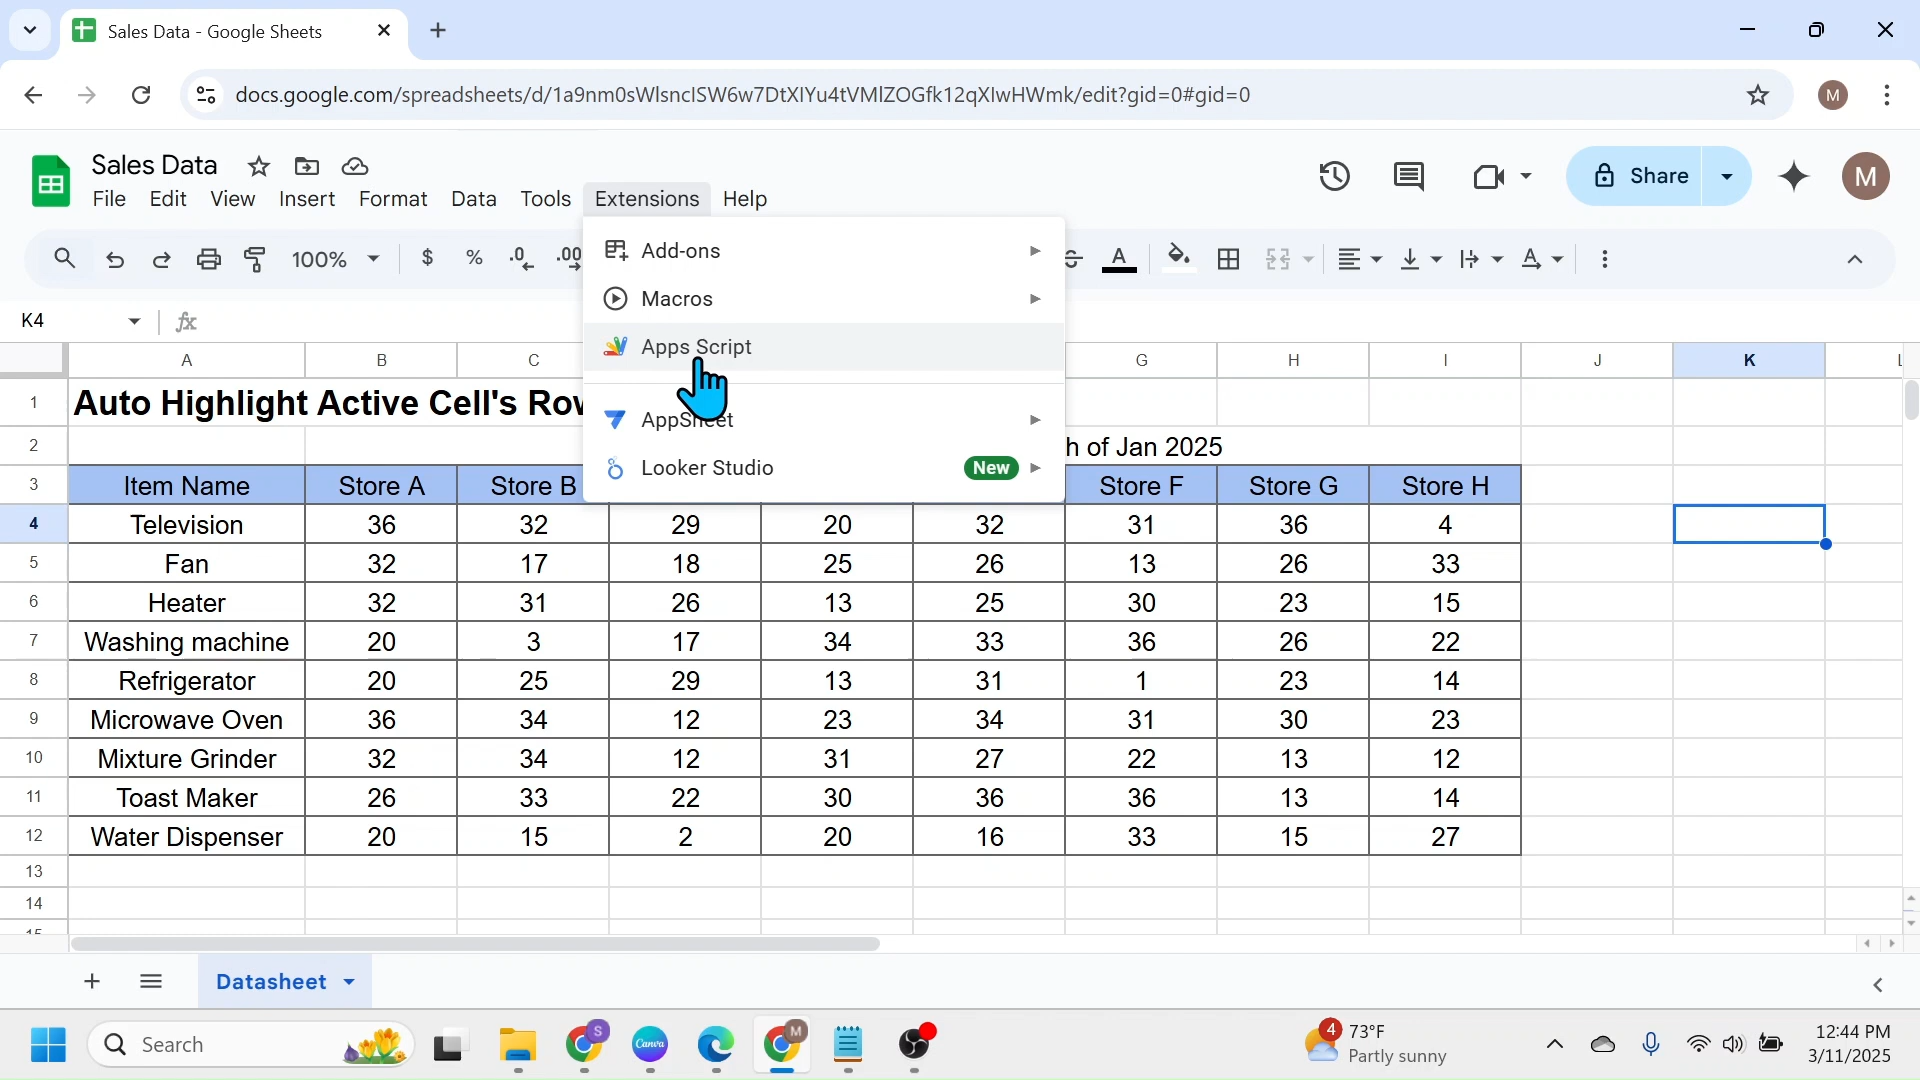 Sales Data - Google Sheets
docs.google.com/spreadsheets/d/1a9nm0sWlsnclSW6w7DtXlYu4tVMlZOGfk12qXlwHWmk/edit?gid=0#gid=0
M
Sales Data
File Edit View Insert Format Data Tools Extensions Help
Share
M
100%
$ % .0 .00
Add-ons
Macros
Apps Script
AppSheet
Looker Studio New
K4
fx
A B C G H I J K L
1 Auto Highlight Active Cell's Row
2 h of Jan 2025
3 Item Name Store A Store B Store F Store G Store H
4 Television 36 32 29 20 32 31 36 4
5 Fan 32 17 18 25 26 13 26 33
6 Heater 32 31 26 13 25 30 23 15
7 Washing machine 20 3 17 34 33 36 26 22
8 Refrigerator 20 25 29 13 31 1 23 14
9 Microwave Oven 36 34 12 23 34 31 30 23
10 Mixture Grinder 32 34 12 31 27 22 13 12
11 Toast Maker 26 33 22 30 36 36 13 14
12 Water Dispenser 20 15 2 20 16 33 15 27
13
14
15
Datasheet
Search
S
Canva
M
4
73°F
Partly sunny
12:44 PM
3/11/2025